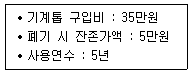 • 기계톱 구입비 : 35만원
• 폐기 시 잔존가액 : 5만원
• 사용연수 : 5년